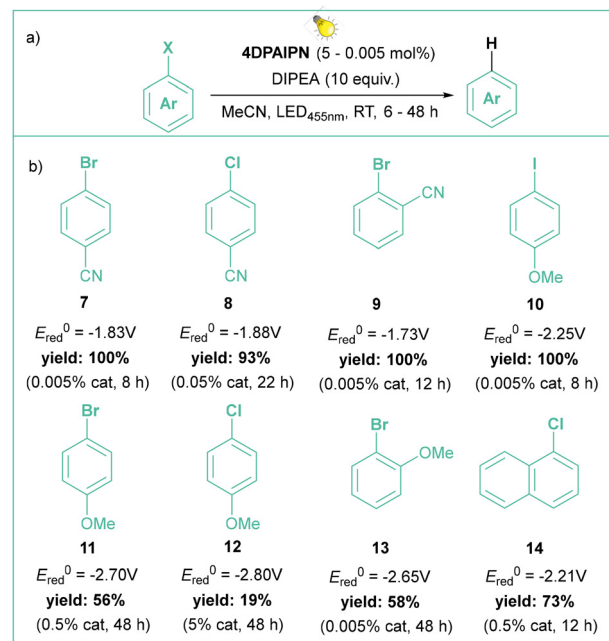 a)
X
Ar
4DPAIPN (5 - 0.005 mol%)
DIPEA (10 equiv.)
MeCN, LED455nm, RT, 6 - 48 h
H
Ar
b)
Br
CN
7
Ered0 = -1.83V
yield: 100%
(0.005% cat, 8 h)
Cl
CN
8
Ered0 = -1.88V
yield: 93%
(0.05% cat, 22 h)
Br
CN
9
Ered0 = -1.73V
yield: 100%
(0.005% cat, 12 h)
I
OMe
10
Ered0 = -2.25V
yield: 100%
(0.005% cat, 8 h)
Br
OMe
11
Ered0 = -2.70V
yield: 56%
(0.5% cat, 48 h)
Cl
OMe
12
Ered0 = -2.80V
yield: 19%
(5% cat, 48 h)
Br
OMe
13
Ered0 = -2.65V
yield: 58%
(0.005% cat, 48 h)
Cl
14
Ered0 = -2.21V
yield: 73%
(0.5% cat, 12 h)